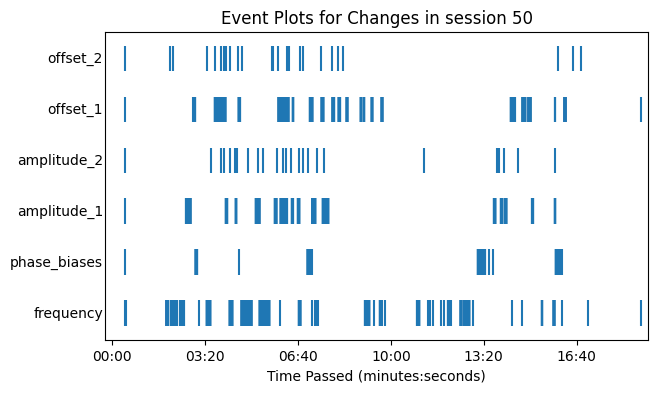 Event Plots for Changes in session 50
offset_2
offset_1
amplitude_2
amplitude_1
phase_biases
frequency
00:00 03:20 06:40 10:00 13:20 16:40
Time Passed (minutes:seconds)